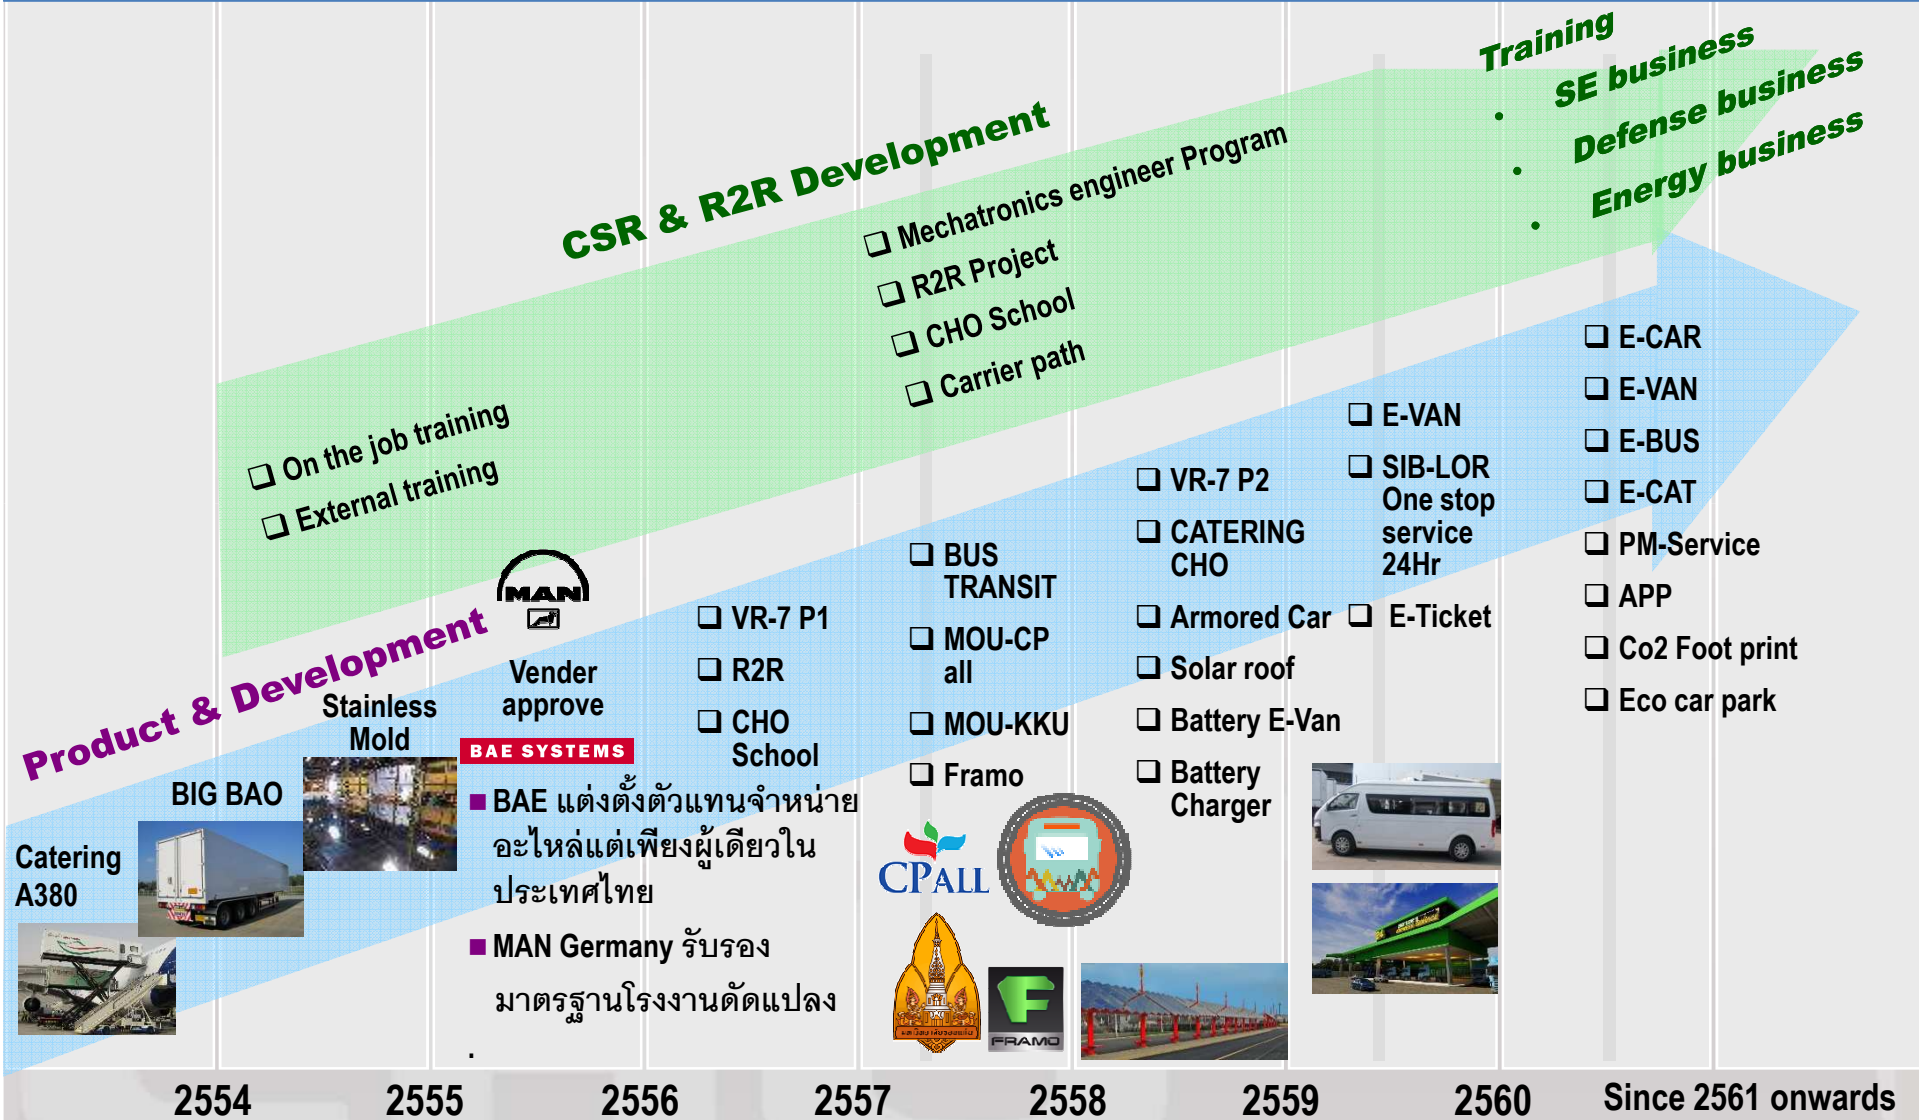 Training
• SE business
• Defense business
• Energy business
CSR & R2R Development
❑ Mechatronics engineer Program
❑ R2R Project
❑ CHO School
❑ Carrier path
❑ On the job training
❑ External training
Product & Development
Catering
A380
BIG BAO
Stainless
Mold
MAN
Vender
approve
BAE SYSTEMS
■ BAE แต่งตั้งตัวแทนจำหน่าย
อะไหล่แต่เพียงผู้เดียวใน
ประเทศไทย
■ MAN Germany รับรอง
มาตรฐานโรงงานดัดแปลง
.
❑ VR-7 P1
❑ R2R
❑ CHO
School
❑ BUS
TRANSIT
❑ MOU-CP
all
❑ MOU-KKU
❑ Framo
CPALL
FRAMO
❑ VR-7 P2
❑ CATERING
CHO
❑ Armored Car
❑ Solar roof
❑ Battery E-Van
❑ Battery
Charger
❑ E-VAN
❑ SIB-LOR
One stop
service
24Hr
❑ E-Ticket
❑ E-CAR
❑ E-VAN
❑ E-BUS
❑ E-CAT
❑ PM-Service
❑ APP
❑ Co2 Foot print
❑ Eco car park
2554 2555 2556 2557 2558 2559 2560 Since 2561 onwards